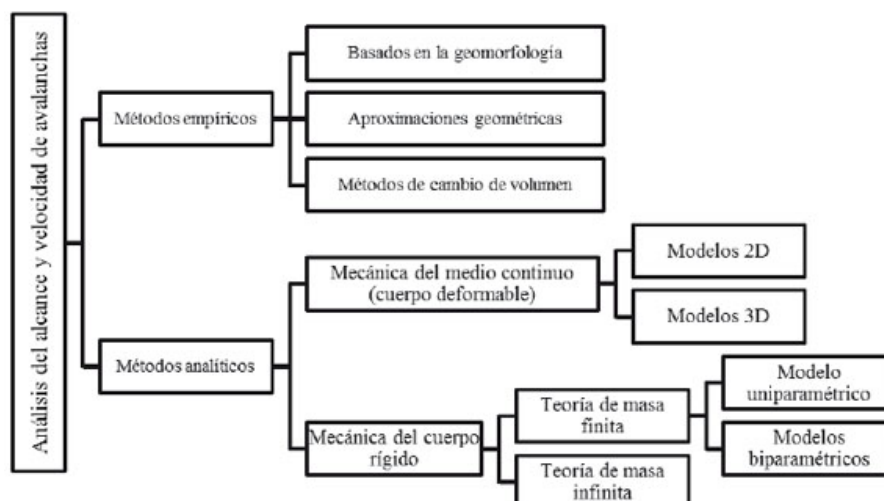 Análisis del alcance y velocidad de avalanchas
Métodos empíricos
Basados en la geomorfología
Aproximaciones geométricas
Métodos de cambio de volumen
Métodos analíticos
Mecánica del medio continuo
(cuerpo deformable)
Modelos 2D
Modelos 3D
Mecánica del cuerpo
rígido
Teoría de masa
finita
Modelo
uniparamétrico
Modelos
biparamétricos
Teoría de masa
infinita